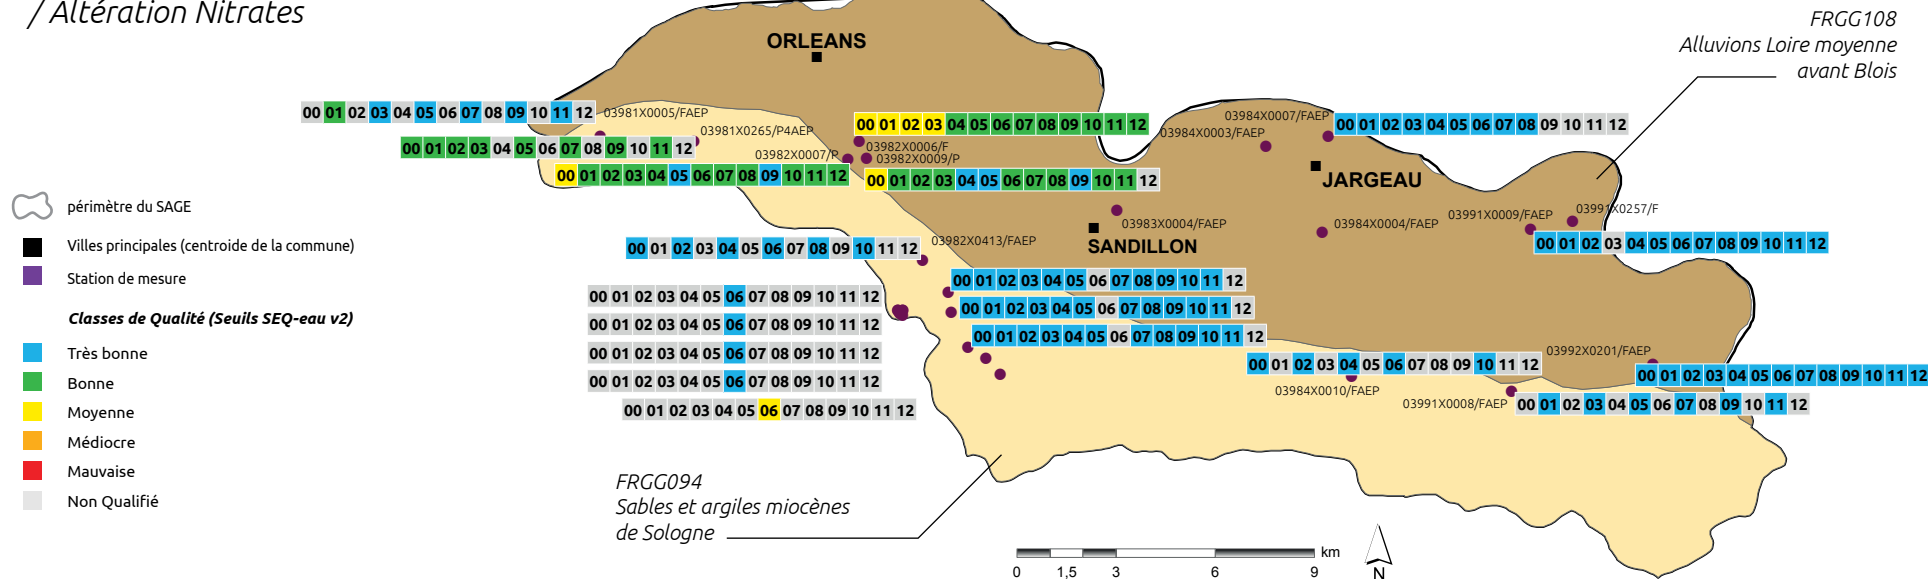 / Altération Nitrates
FRGG108
Alluvions Loire moyenne
avant Blois
ORLEANS
00 01 02 03 04 05 06 07 08 09 10 11 12
03981X0005/FAEP
03981X0265/P4AEP
00 01 02 03 04 05 06 07 08 09 10 11 12
00 01 02 03 04 05 06 07 08 09 10 11 12
03982X0006/F
03982X0007/P
03982X0009/P
00 01 02 03 04 05 06 07 08 09 10 11 12
00 01 02 03 04 05 06 07 08 09 10 11 12
03984X0007/FAEP
00 01 02 03 04 05 06 07 08 09 10 11 12
03984X0003/FAEP
JARGEAU
03983X0004/FAEP
SANDILLON
03984X0004/FAEP
03991X0009/FAEP
03991X0257/F
00 01 02 03 04 05 06 07 08 09 10 11 12
périmètre du SAGE
Villes principales (centroide de la commune)
Station de mesure
Classes de Qualité (Seuils SEQ-eau v2)
Très bonne
Bonne
Moyenne
Médiocre
Mauvaise
Non Qualifié
00 01 02 03 04 05 06 07 08 09 10 11 12
03982X0413/FAEP
00 01 02 03 04 05 06 07 08 09 10 11 12
00 01 02 03 04 05 06 07 08 09 10 11 12
00 01 02 03 04 05 06 07 08 09 10 11 12
00 01 02 03 04 05 06 07 08 09 10 11 12
00 01 02 03 04 05 06 07 08 09 10 11 12
00 01 02 03 04 05 06 07 08 09 10 11 12
00 01 02 03 04 05 06 07 08 09 10 11 12
00 01 02 03 04 05 06 07 08 09 10 11 12
00 01 02 03 04 05 06 07 08 09 10 11 12
03984X0010/FAEP
03992X0201/FAEP
00 01 02 03 04 05 06 07 08 09 10 11 12
03991X0008/FAEP
00 01 02 03 04 05 06 07 08 09 10 11 12
FRGG094
Sables et argiles miocènes
de Sologne
km
0 1,5 3 6 9
N